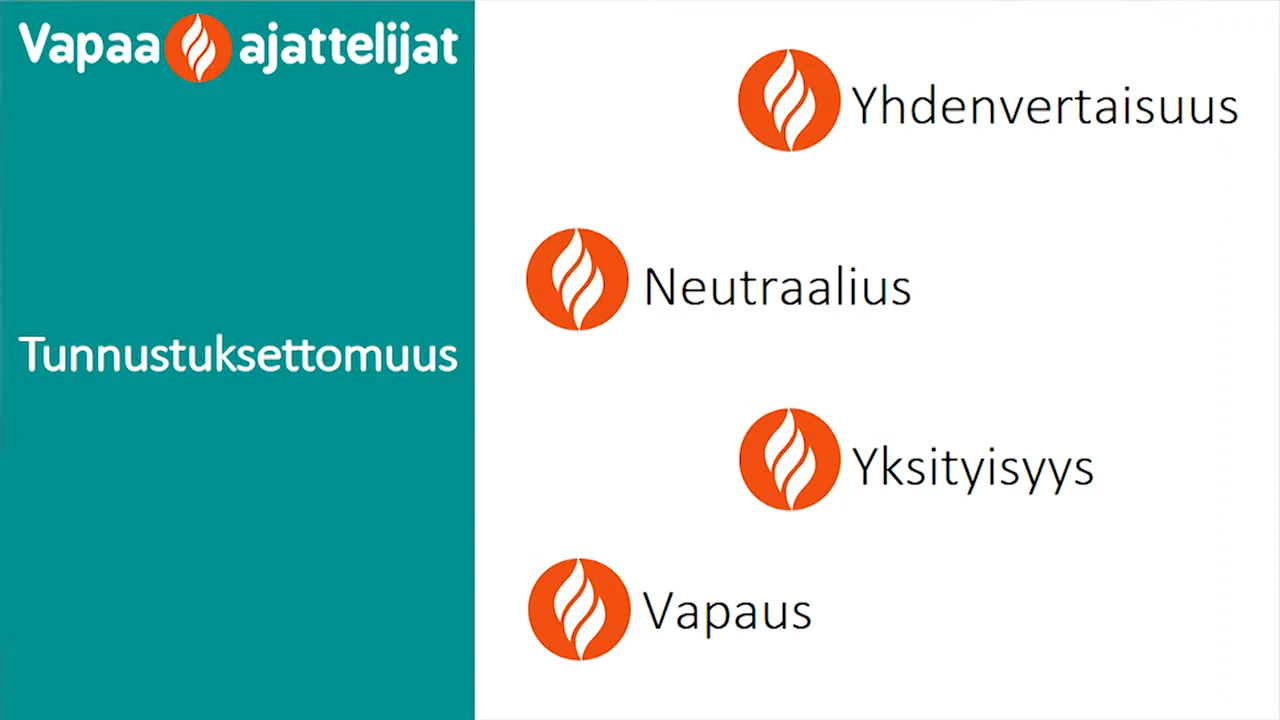 Vapaa ajattelijat
Tunnustuksettomuus
Yhdenvertaisuus
Neutraalius
Yksityisyys
Vapaus